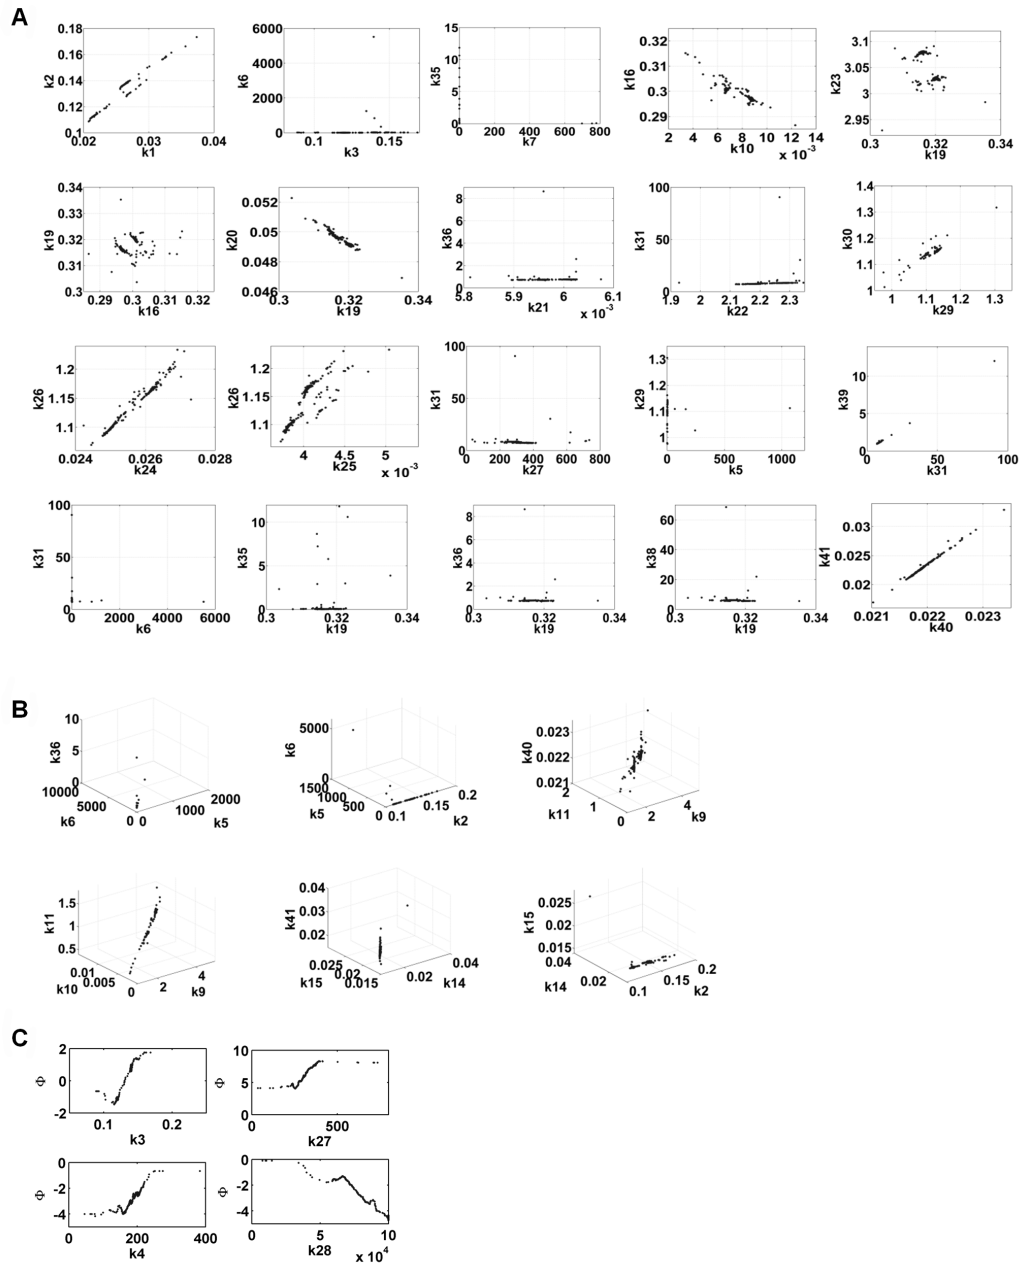 A
0.18
0.16
0.14
0.12
0.1
k2
0.02 0.03 0.04
k1
6000
4000
2000
0
k6
0.1 0.15
k3
15
10
5
0
k35
0 200 400 600 800
k7
0.32
0.31
0.3
0.29
k16
2 4 6 8 10 12 14
k10 x 10⁻³
3.1
3.05
3
2.95
k23
0.3 0.32 0.34
k19
0.34
0.33
0.32
0.31
0.3
k19
0.29 0.3 0.31 0.32
k16
0.052
0.05
0.048
0.046
k20
0.3 0.32 0.34
k19
8
6
4
2
0
k36
5.8 5.9 6 6.1
k21 x 10⁻³
100
50
0
k31
1.9 2 2.1 2.2 2.3
k22
1.4
1.3
1.2
1.1
1
k30
1 1.1 1.2 1.3
k29
1.2
1.15
1.1
k26
0.024 0.026 0.028
k24
1.2
1.15
1.1
k26
4 4.5 5
k25 x 10⁻³
100
50
0
k31
0 200 400 600 800
k27
1.3
1.2
1.1
1
k29
0 500 1000
k5
10
5
0
k39
0 50 100
k31
100
50
0
k31
0 2000 4000 6000
k6
10
5
0
k35
0.3 0.32 0.34
k19
8
6
4
2
0
k36
0.3 0.32 0.34
k19
60
40
20
0
k38
0.3 0.32 0.34
k19
0.03
0.025
0.02
k41
0.021 0.022 0.023
k40
B
10
5
0
k36
10000
5000
0
k6
0
1000
2000
k5
5000
0
k6
1500
1000
500
0
k5
0.1
0.15
0.2
k2
0.023
0.022
0.021
k40
2
1
0
k11
2
4
k9
1.5
1
0.5
k11
0.01
0.005
0
k10
2
4
k9
0.04
0.03
0.02
k41
0.025
0.02
0.015
k15
0.02
0.04
k14
0.025
0.02
0.015
k15
0.04
0.02
k14
0.1
0.15
0.2
k2
C
2
0
-2
Φ
0.1 0.2
k3
10
5
0
Φ
0 500
k27
0
-2
-4
Φ
0 200 400
k4
0
-2
-4
Φ
0 5 10
k28 x 10⁴